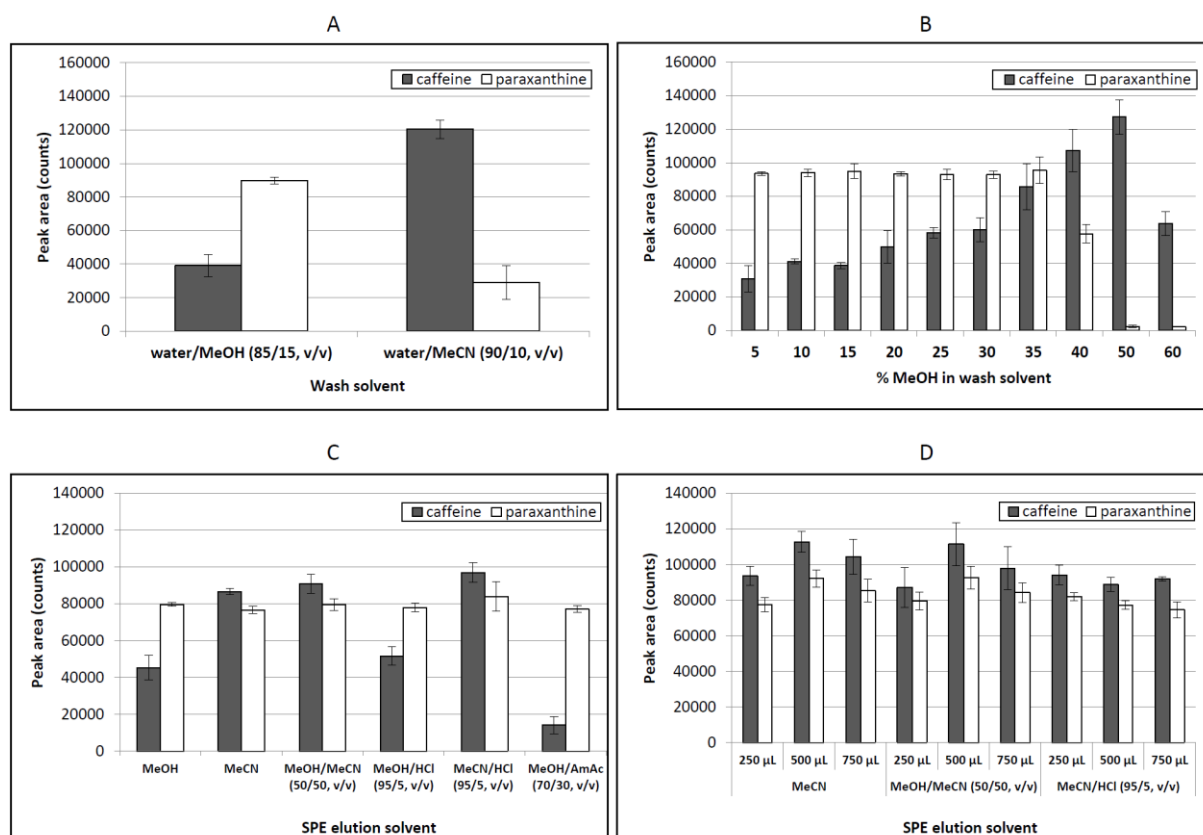 A
160000
140000
120000
100000
80000
60000
40000
20000
0
Peak area (counts)
caffeine paraxanthine
water/MeOH (85/15, v/v) water/MeCN (90/10, v/v)
Wash solvent
B
160000
140000
120000
100000
80000
60000
40000
20000
0
Peak area (counts)
caffeine paraxanthine
5 10 15 20 25 30 35 40 50 60
% MeOH in wash solvent
C
140000
120000
100000
80000
60000
40000
20000
0
Peak area (counts)
caffeine paraxanthine
MeOH MeCN MeOH/MeCN MeOH/HCl MeCN/HCl MeOH/AmAc
(50/50, v/v) (95/5, v/v) (95/5, v/v) (70/30, v/v)
SPE elution solvent
D
140000
120000
100000
80000
60000
40000
20000
0
Peak area (counts)
caffeine paraxanthine
250 µL 500 µL 750 µL 250 µL 500 µL 750 µL 250 µL 500 µL 750 µL
MeCN MeOH/MeCN (50/50, v/v) MeCN/HCl (95/5, v/v)
SPE elution solvent